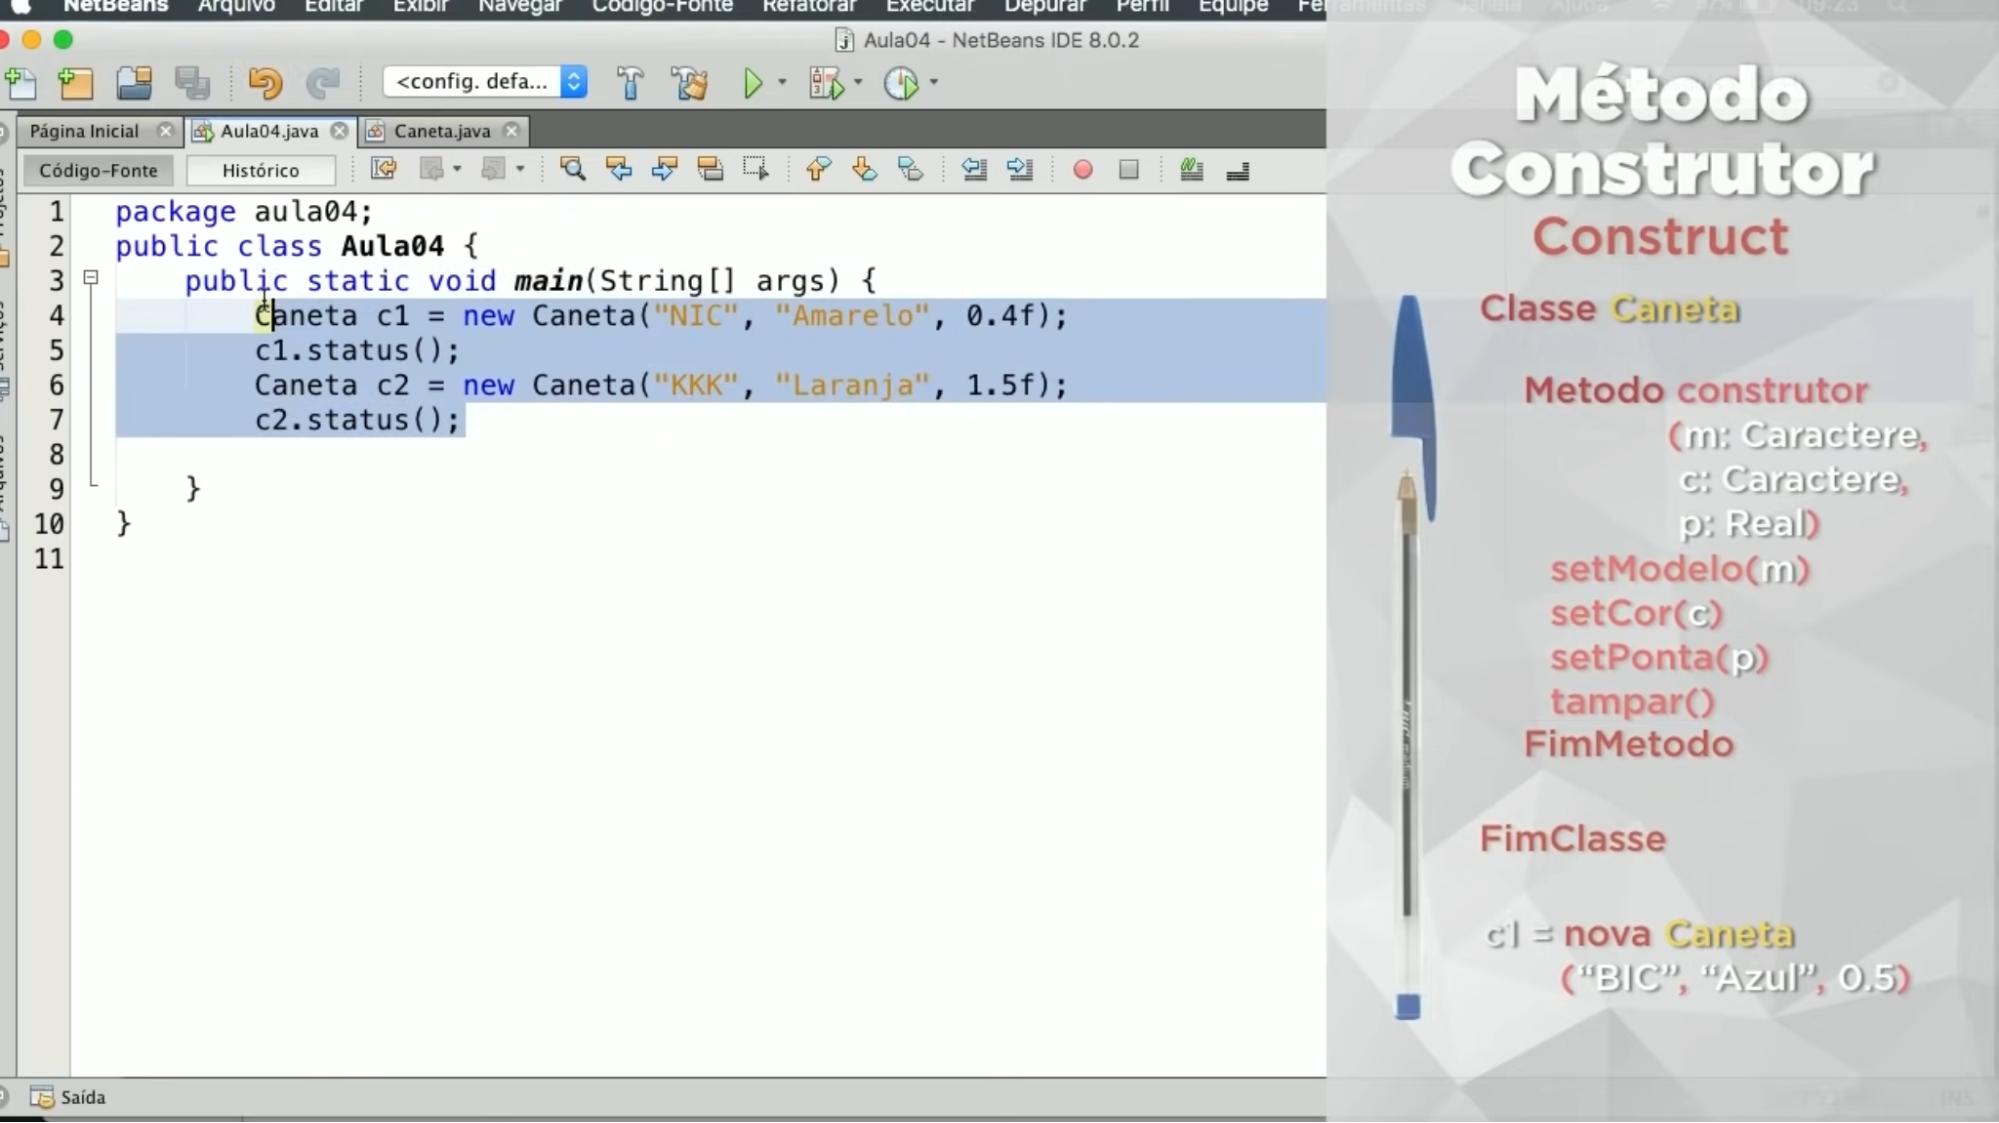 NetBeans Arquivo Editar Exibir Navegar Código-Fonte Refatorar Executar Depurar Perfil Equipe Ferramentas Janela Ajuda
Aula04 - NetBeans IDE 8.0.2
<config. defa...
Página Inicial Aula04.java Caneta.java
Código-Fonte Histórico
1 package aula04;
2 public class Aula04 {
3 public static void main(String[] args) {
4 Caneta c1 = new Caneta("NIC", "Amarelo", 0.4f);
5 c1.status();
6 Caneta c2 = new Caneta("KKK", "Laranja", 1.5f);
7 c2.status();
8
9 }
10 }
11
Saída
Método
Construtor
Construct
Classe Caneta
Metodo construtor
(m: Caractere,
c: Caractere,
p: Real)
setModelo(m)
setCor(c)
setPonta(p)
tampar()
FimMetodo
FimClasse
c1 = nova Caneta
(“BIC”, “Azul”, 0.5)